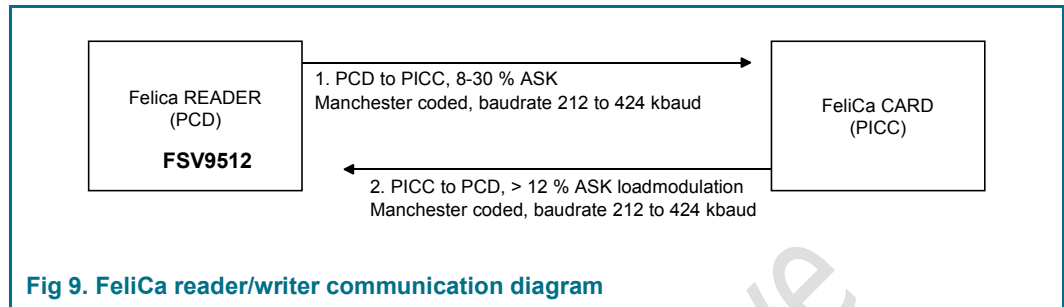 Felica READER
(PCD)
FSV9512
1. PCD to PICC, 8-30 % ASK
Manchester coded, baudrate 212 to 424 kbaud
2. PICC to PCD, > 12 % ASK loadmodulation
Manchester coded, baudrate 212 to 424 kbaud
FeliCa CARD
(PICC)
Fig 9. FeliCa reader/writer communication diagram